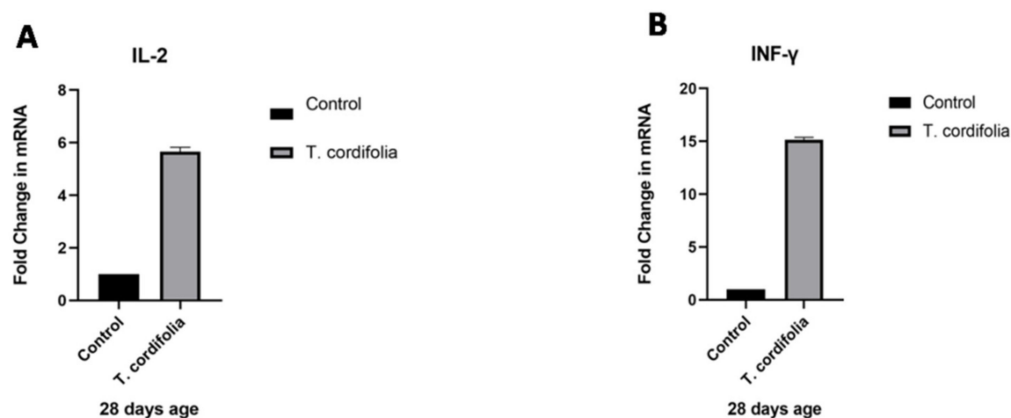 A
IL-2
Fold Change in mRNA
8
6
4
2
0
Control
T. cordifolia
28 days age
Control
T. cordifolia
B
INF-γ
Fold Change in mRNA
20
15
10
5
0
Control
T. cordifolia
28 days age
Control
T. cordifolia